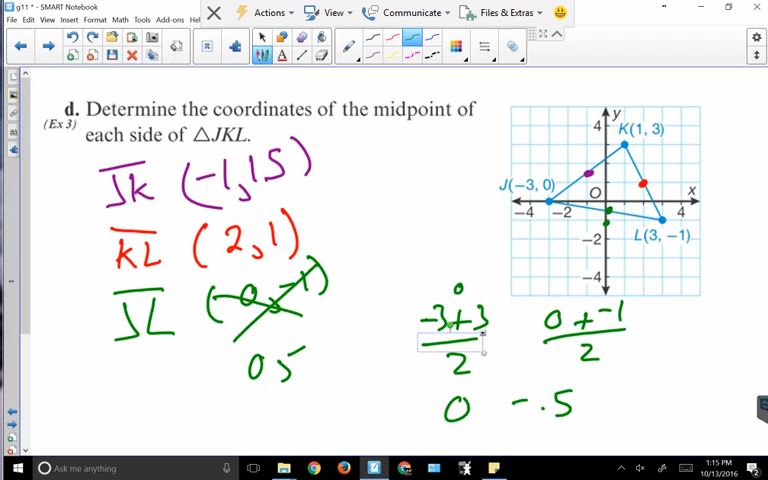 g11 * - SMART Notebook
File Edit View Insert Format Tools Add-ons H
Actions View Communicate Files & Extras
d. Determine the coordinates of the midpoint of
(Ex 3) each side of △JKL.
JK (-1, 1.5)
KL (2, 1)
JL (0, -1)
0 5
0
-3 + 3
2
0
0 + -1
2
-.5
y
4
K(1, 3)
J(−3, 0)
O
x
−4 −2 4
−2
L(3, −1)
−4
Ask me anything
1:15 PM
10/13/2016
2